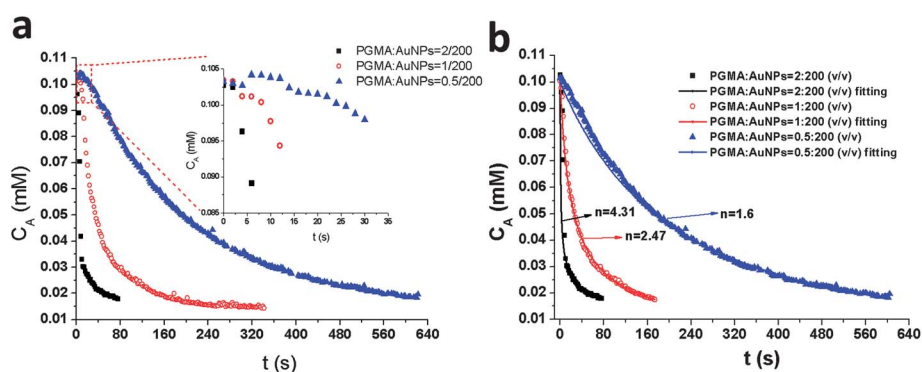 a
C_A (mM)
0.11
0.10
0.09
0.08
0.07
0.06
0.05
0.04
0.03
0.02
0.01
0 80 160 240 320 400 480 560 640
t (s)
C_A (mM)
0.105
0.100
0.095
0.090
0.085
0 5 10 15 20 25 30 35
t (s)
PGMA:AuNPs=2/200
PGMA:AuNPs=1/200
PGMA:AuNPs=0.5/200
b
C_A (mM)
0.11
0.10
0.09
0.08
0.07
0.06
0.05
0.04
0.03
0.02
0.01
0 80 160 240 320 400 480 560 640
t (s)
PGMA:AuNPs=2:200 (v/v)
PGMA:AuNPs=2:200 (v/v) fitting
PGMA:AuNPs=1:200 (v/v)
PGMA:AuNPs=1:200 (v/v) fitting
PGMA:AuNPs=0.5:200 (v/v)
PGMA:AuNPs=0.5:200 (v/v) fitting
n=4.31
n=1.6
n=2.47